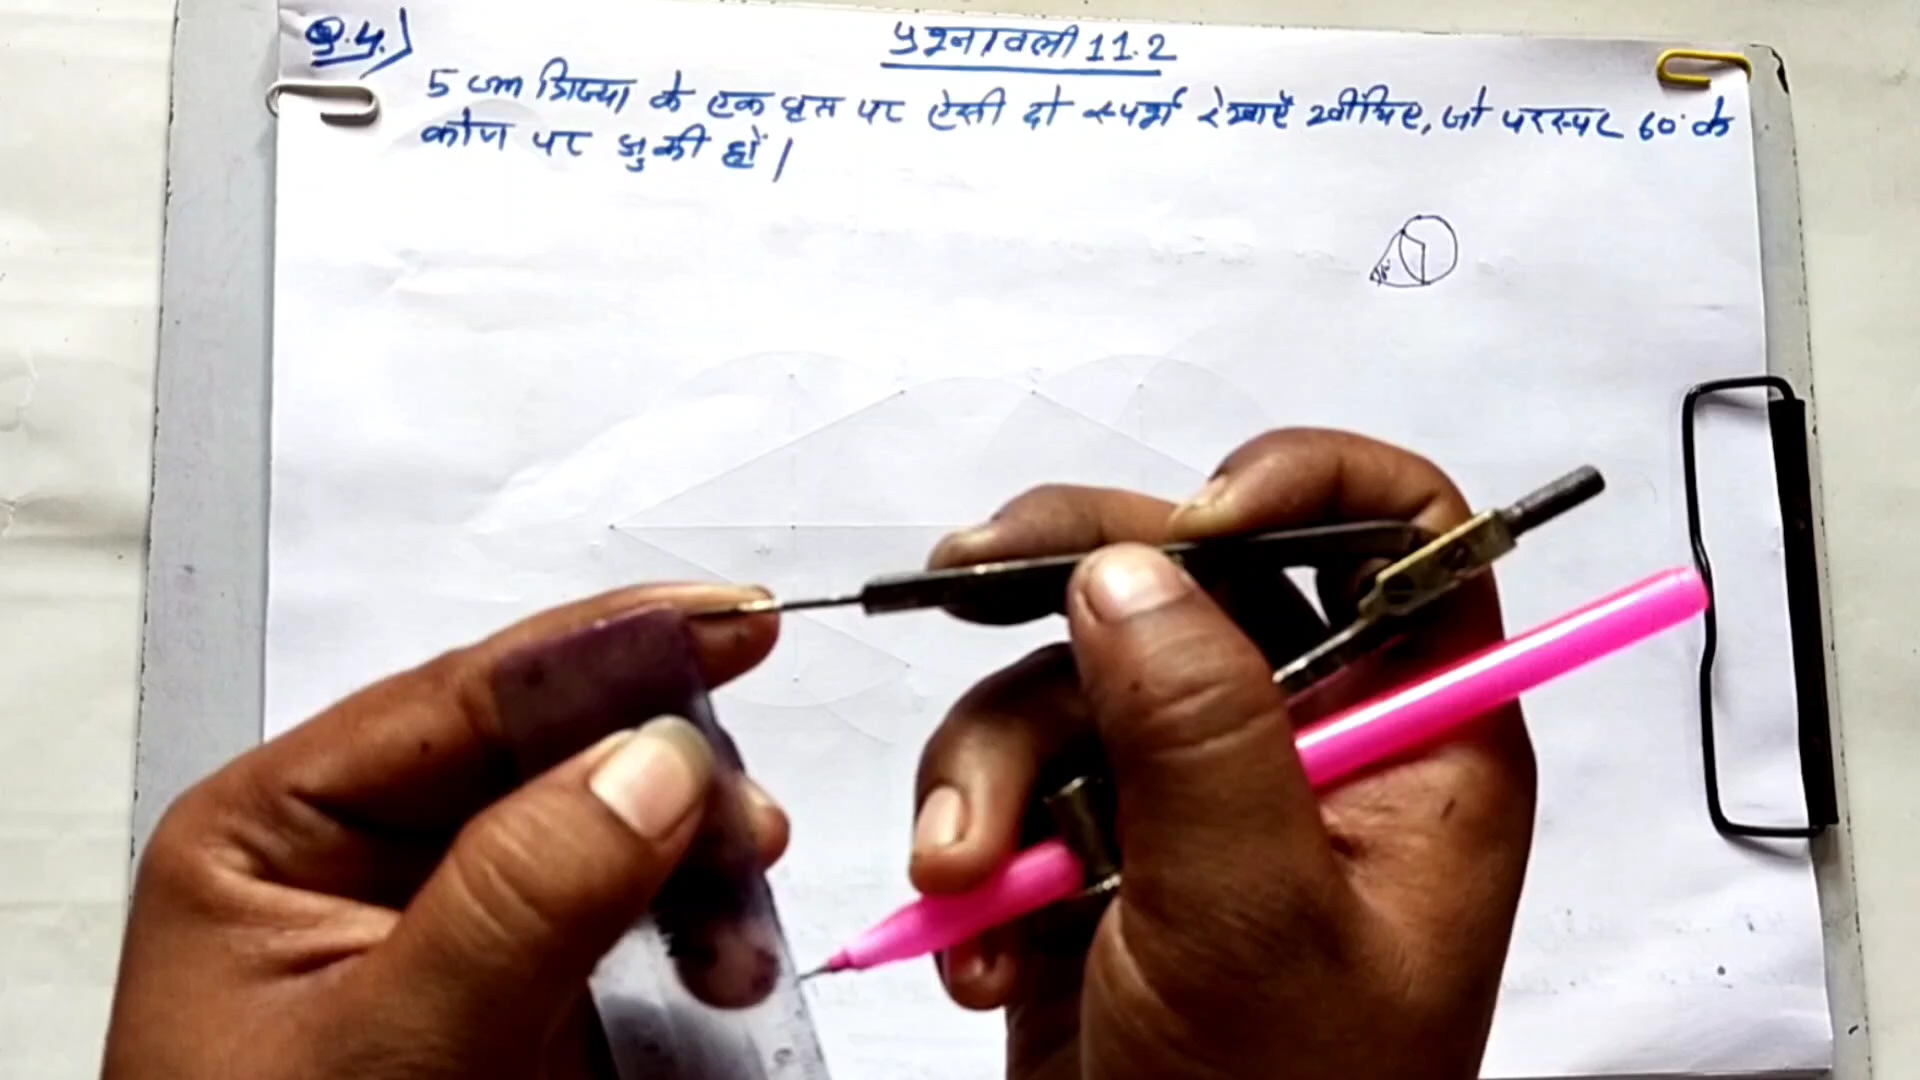 प्रश्नावली 11.2
Q.4.)
5 cm त्रिज्या के एक वृत्त पर ऐसी दो स्पर्श रेखाएँ खींचिए, जो परस्पर 60° के
कोण पर झुकी हों।